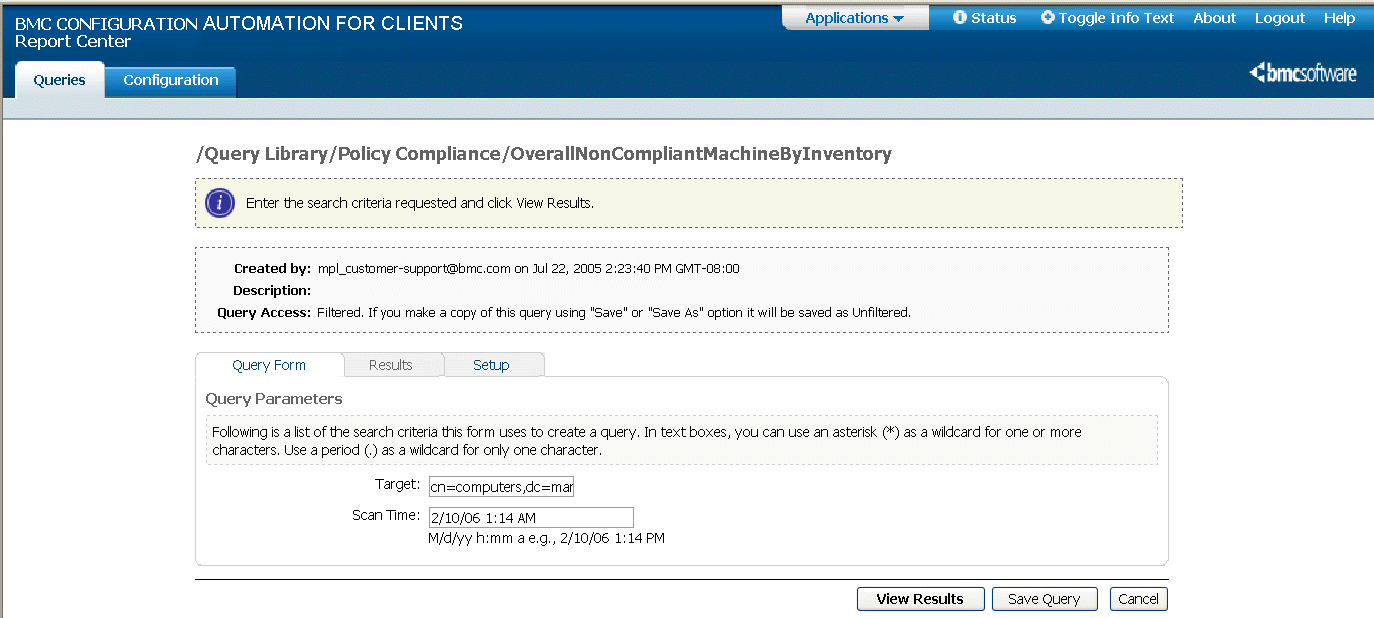 BMC CONFIGURATION AUTOMATION FOR CLIENTS
Report Center
Applications
Status
Toggle Info Text
About
Logout
Help
Queries
Configuration
bmcsoftware
/Query Library/Policy Compliance/OverallNonCompliantMachineByInventory
i
Enter the search criteria requested and click View Results.
Created by: mpl_customer-support@bmc.com on Jul 22, 2005 2:23:40 PM GMT-08:00
Description:
Query Access: Filtered. If you make a copy of this query using "Save" or "Save As" option it will be saved as Unfiltered.
Query Form
Results
Setup
Query Parameters
Following is a list of the search criteria this form uses to create a query. In text boxes, you can use an asterisk (*) as a wildcard for one or more
characters. Use a period (.) as a wildcard for only one character.
Target: cn=computers,dc=mar
Scan Time: 2/10/06 1:14 AM
M/d/yy h:mm a e.g., 2/10/06 1:14 PM
View Results
Save Query
Cancel